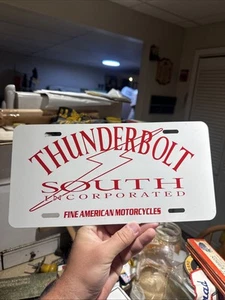 THUNDERBOLT
SOUTH
INCORPORATED
FINE AMERICAN MOTORCYCLES